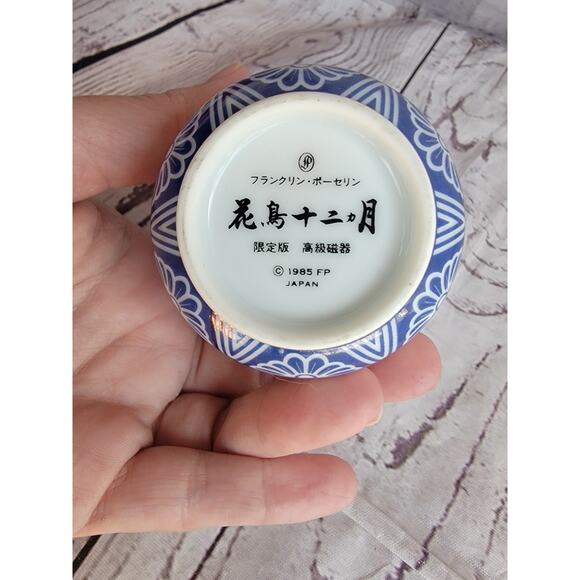 FP
フランクリン・ポーセリン
花鳥十二ヵ月
限定版 高級磁器
© 1985 FP
JAPAN